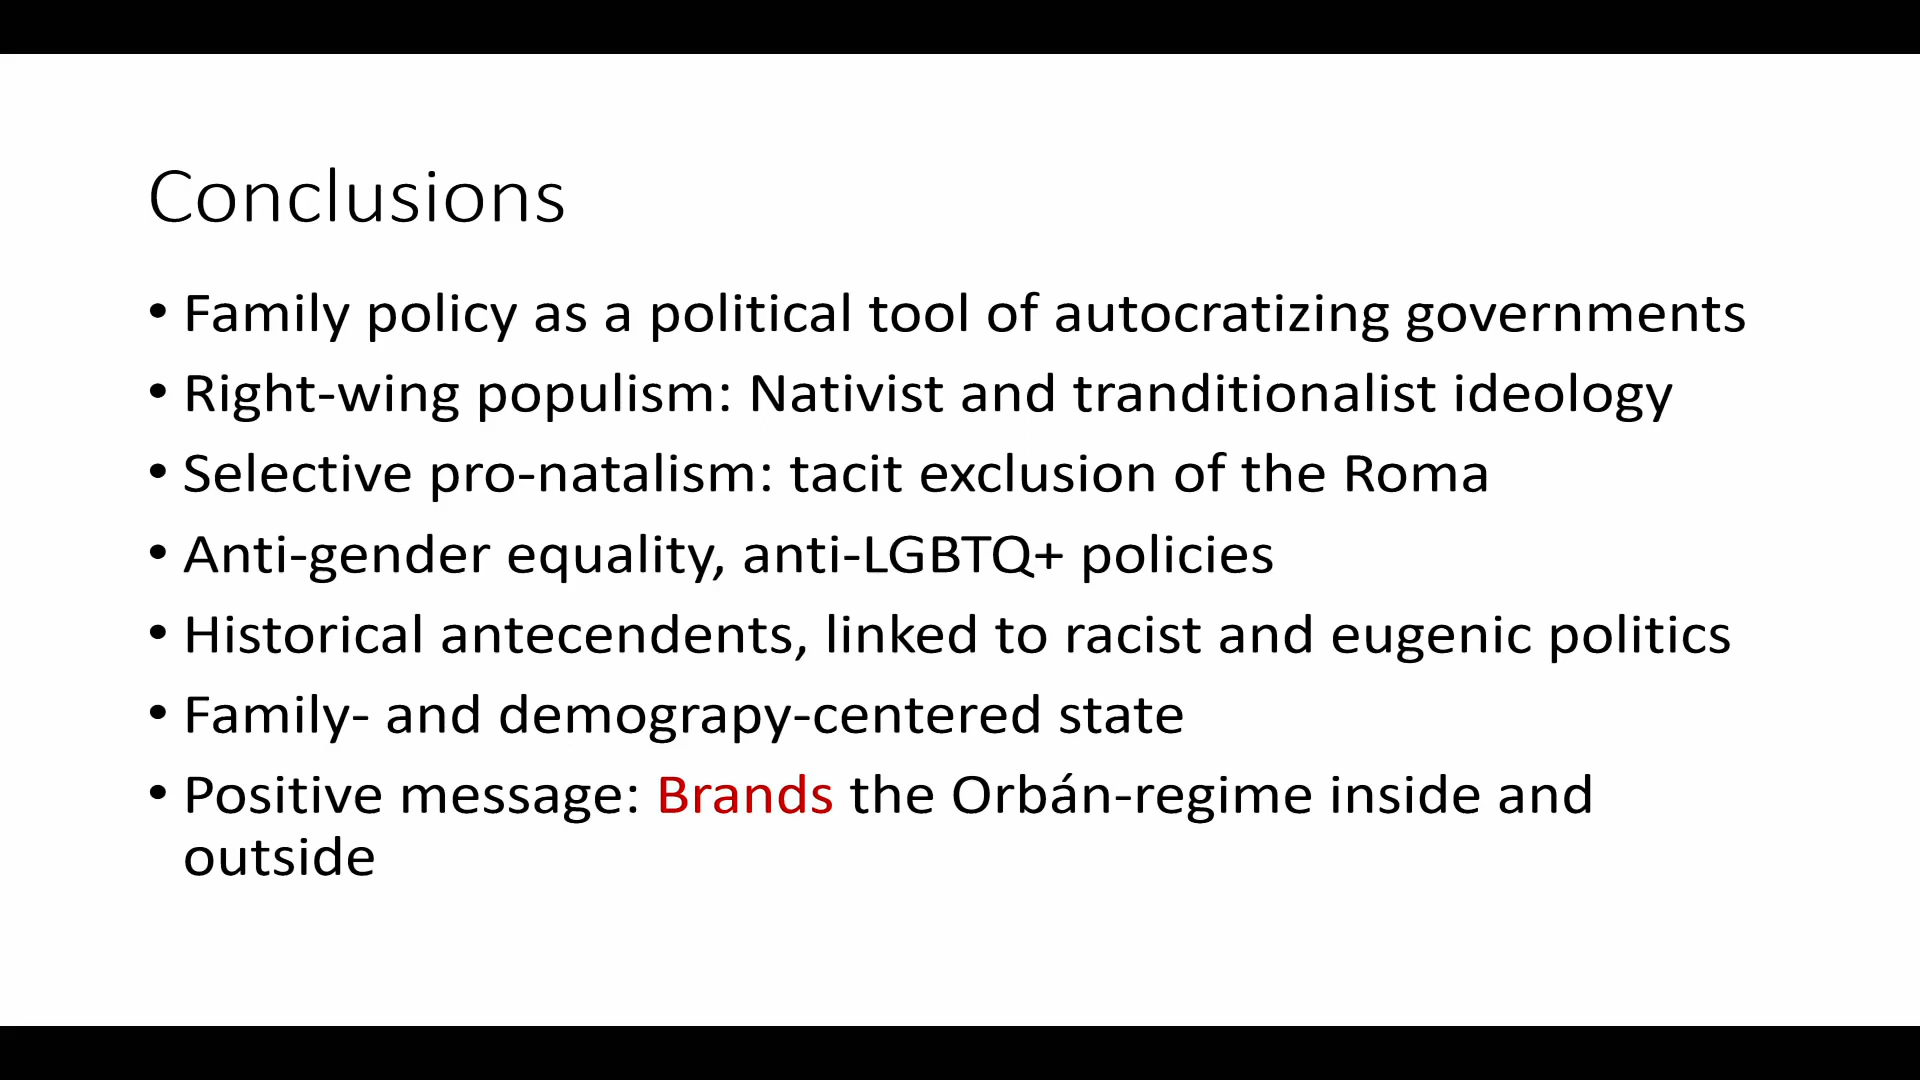 Conclusions
• Family policy as a political tool of autocratizing governments
• Right-wing populism: Nativist and tranditionalist ideology
• Selective pro-natalism: tacit exclusion of the Roma
• Anti-gender equality, anti-LGBTQ+ policies
• Historical antecendents, linked to racist and eugenic politics
• Family- and demograpy-centered state
• Positive message: Brands the Orbán-regime inside and
outside